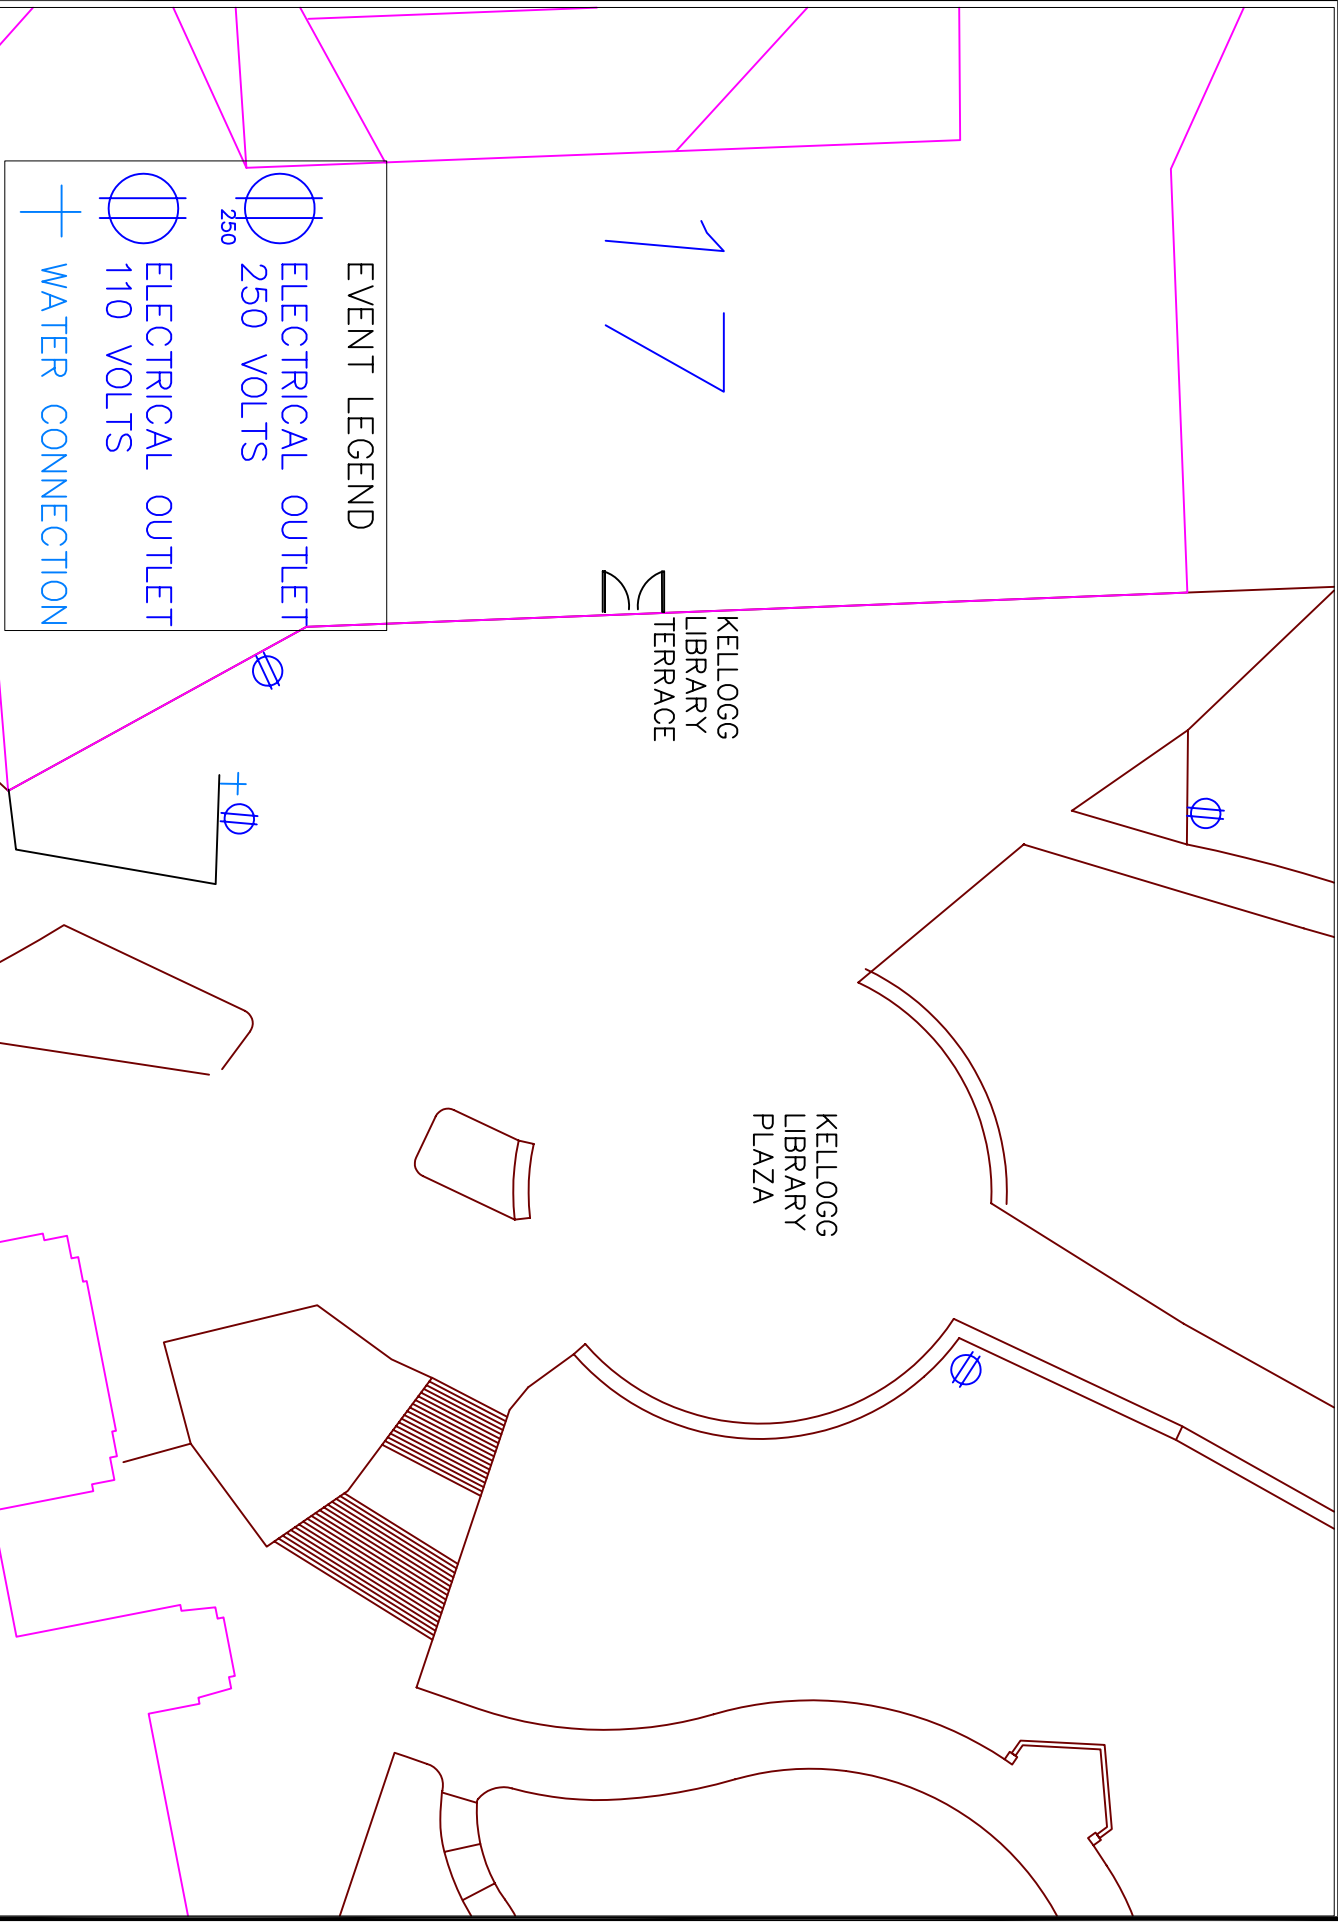 17
EVENT LEGEND
250
ELECTRICAL OUTLET
250 VOLTS
ELECTRICAL OUTLET
110 VOLTS
WATER CONNECTION
KELLOGG
LIBRARY
TERRACE
KELLOGG
LIBRARY
PLAZA